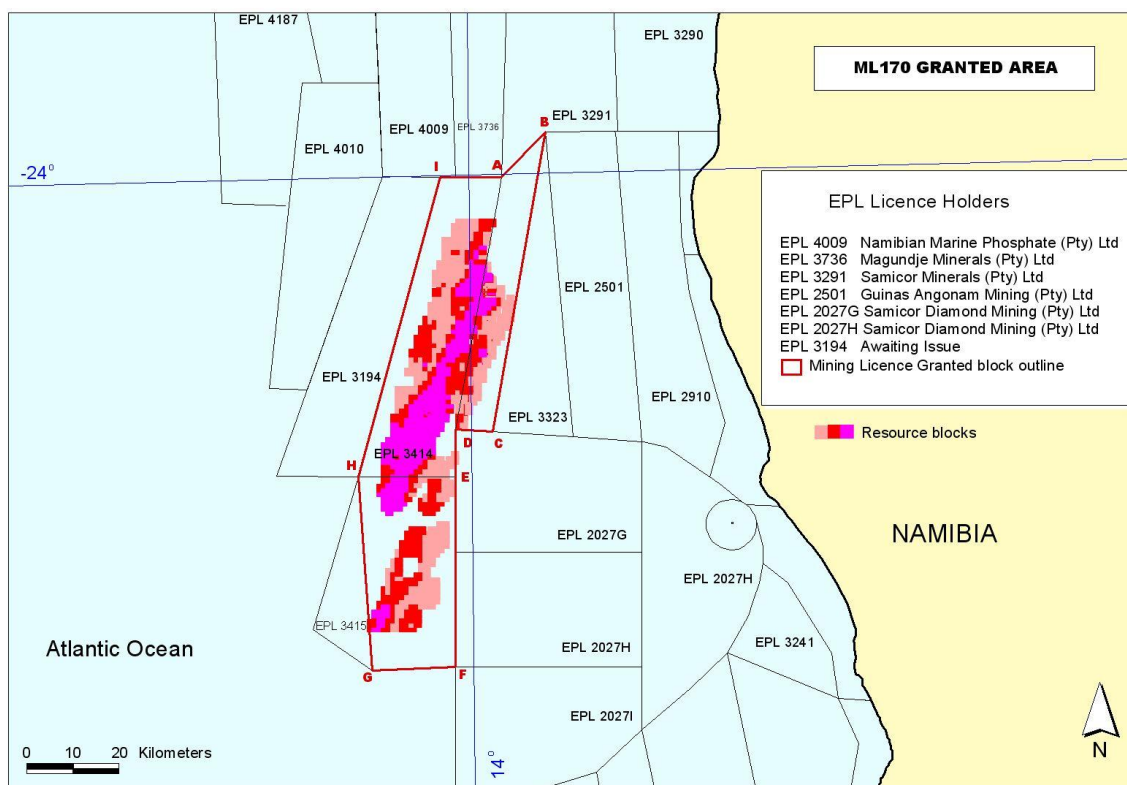 EPL 4187
EPL 3290
ML170 GRANTED AREA
B
EPL 3291
EPL 4009
EPL 3736
EPL 4010
-24°
I
A
EPL Licence Holders
EPL 4009 Namibian Marine Phosphate (Pty) Ltd
EPL 3736 Magundje Minerals (Pty) Ltd
EPL 3291 Samicor Minerals (Pty) Ltd
EPL 2501 Guinas Angonam Mining (Pty) Ltd
EPL 2027G Samicor Diamond Mining (Pty) Ltd
EPL 2027H Samicor Diamond Mining (Pty) Ltd
EPL 3194 Awaiting Issue
Mining Licence Granted block outline
Resource blocks
EPL 2501
EPL 3194
EPL 3323
EPL 2910
D
C
EPL 3414
H
E
EPL 2027G
NAMIBIA
EPL 2027H
EPL 3415
EPL 3241
EPL 2027H
Atlantic Ocean
G
F
EPL 2027I
0 10 20 Kilometers
14°
N